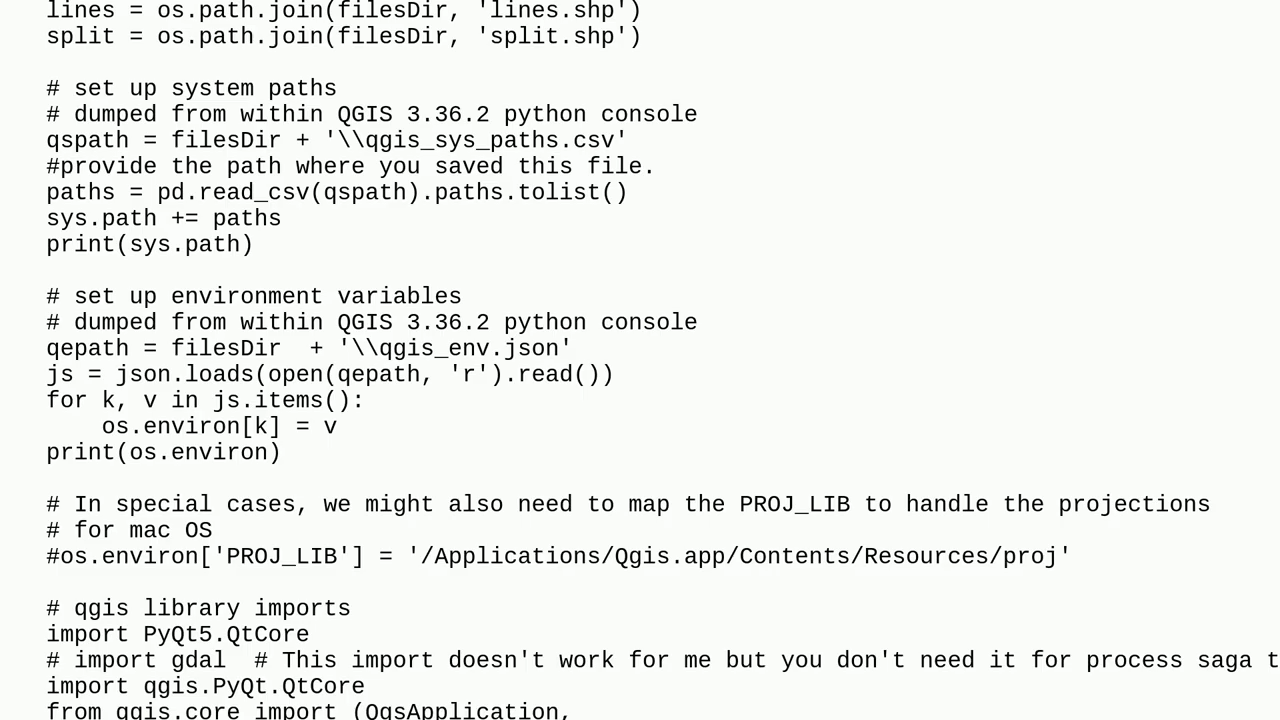 lines = os.path.join(filesDir, 'lines.shp')
split = os.path.join(filesDir, 'split.shp')

# set up system paths
# dumped from within QGIS 3.36.2 python console
qspath = filesDir + '\\qgis_sys_paths.csv'
#provide the path where you saved this file.
paths = pd.read_csv(qspath).paths.tolist()
sys.path += paths
print(sys.path)

# set up environment variables
# dumped from within QGIS 3.36.2 python console
qepath = filesDir  + '\\qgis_env.json'
js = json.loads(open(qepath, 'r').read())
for k, v in js.items():
    os.environ[k] = v
print(os.environ)

# In special cases, we might also need to map the PROJ_LIB to handle the projections
# for mac OS
#os.environ['PROJ_LIB'] = '/Applications/Qgis.app/Contents/Resources/proj'

# qgis library imports
import PyQt5.QtCore
# import gdal  # This import doesn't work for me but you don't need it for process saga t
import qgis.PyQt.QtCore
from qgis.core import (QgsApplication,